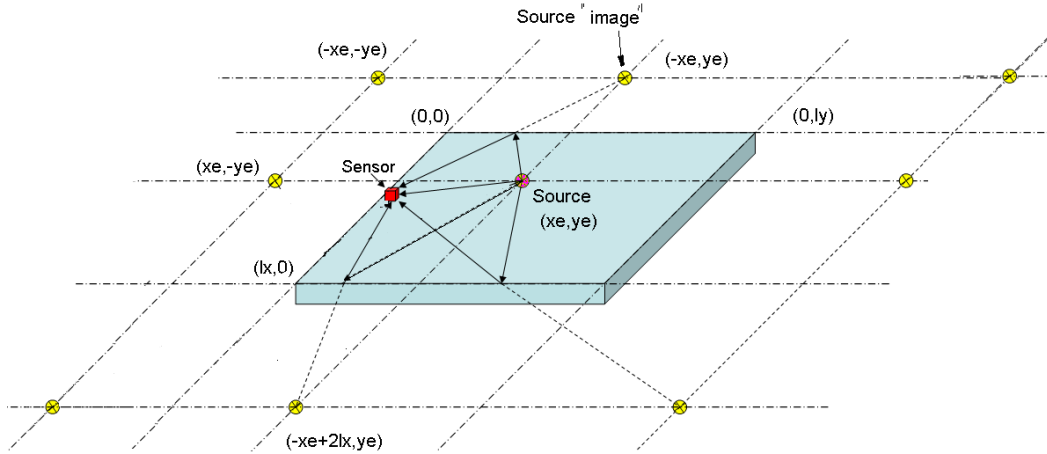 Source " image "
(-xe,-ye)
(-xe,ye)
(0,0)
(0,ly)
(xe,-ye)
Sensor
Source
(xe,ye)
(lx,0)
(-xe+2lx,ye)